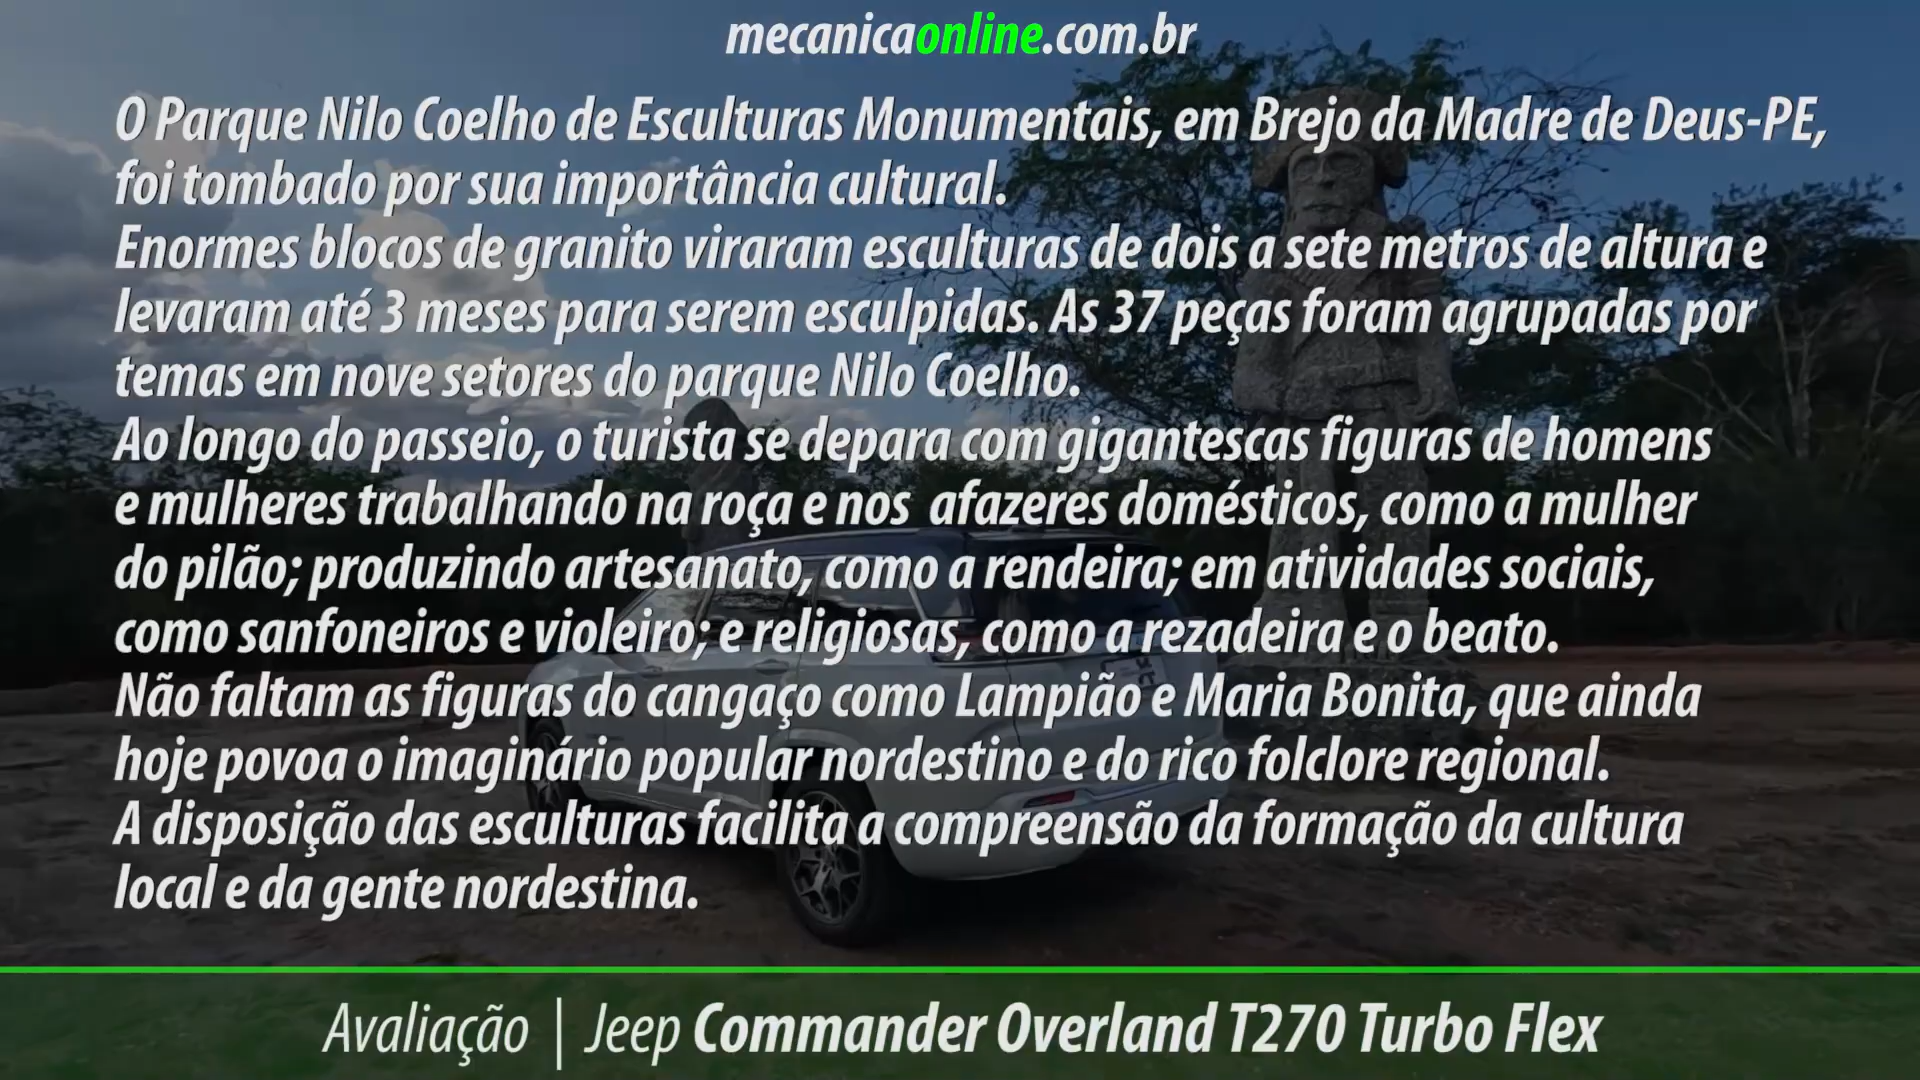 mecanicaonline.com.br
O Parque Nilo Coelho de Esculturas Monumentais, em Brejo da Madre de Deus-PE,
foi tombado por sua importância cultural.
Enormes blocos de granito viraram esculturas de dois a sete metros de altura e
levaram até 3 meses para serem esculpidas. As 37 peças foram agrupadas por
temas em nove setores do parque Nilo Coelho.
Ao longo do passeio, o turista se depara com gigantescas figuras de homens
e mulheres trabalhando na roça e nos  afazeres domésticos, como a mulher
do pilão; produzindo artesanato, como a rendeira; em atividades sociais,
como sanfoneiros e violeiro; e religiosas, como a rezadeira e o beato.
Não faltam as figuras do cangaço como Lampião e Maria Bonita, que ainda
hoje povoa o imaginário popular nordestino e do rico folclore regional.
A disposição das esculturas facilita a compreensão da formação da cultura
local e da gente nordestina.
Avaliação | Jeep Commander Overland T270 Turbo Flex